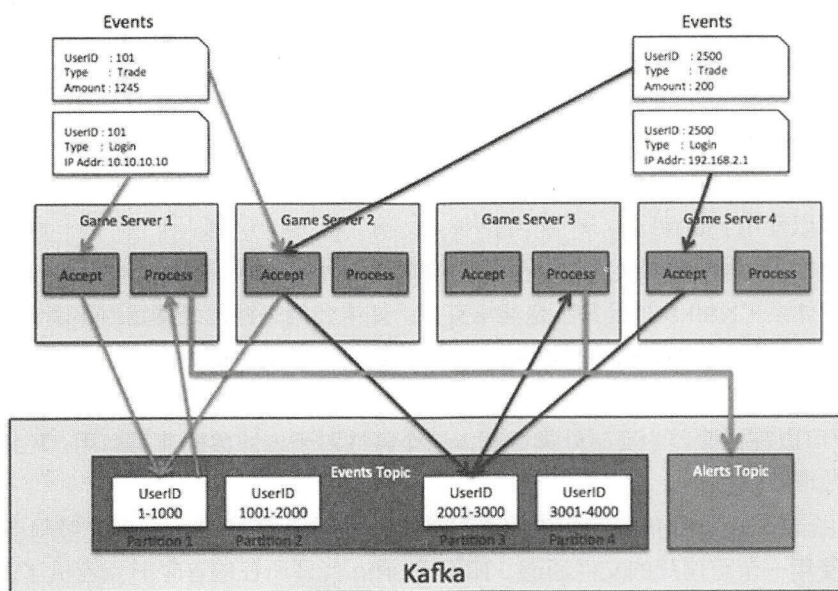 Events
Events
UserID : 101
Type : Trade
Amount : 1245
UserID : 2500
Type : Trade
Amount : 200
UserID : 101
Type : Login
IP Addr: 10.10.10.10
UserID : 2500
Type : Login
IP Addr: 192.168.2.1
Game Server 1
Game Server 2
Game Server 3
Game Server 4
Accept
Process
Accept
Process
Accept
Process
Accept
Process
Events Topic
Alerts Topic
UserID
1-1000
UserID
1001-2000
UserID
2001-3000
UserID
3001-4000
Partition 1
Partition 2
Partition 3
Partition 4
Kafka